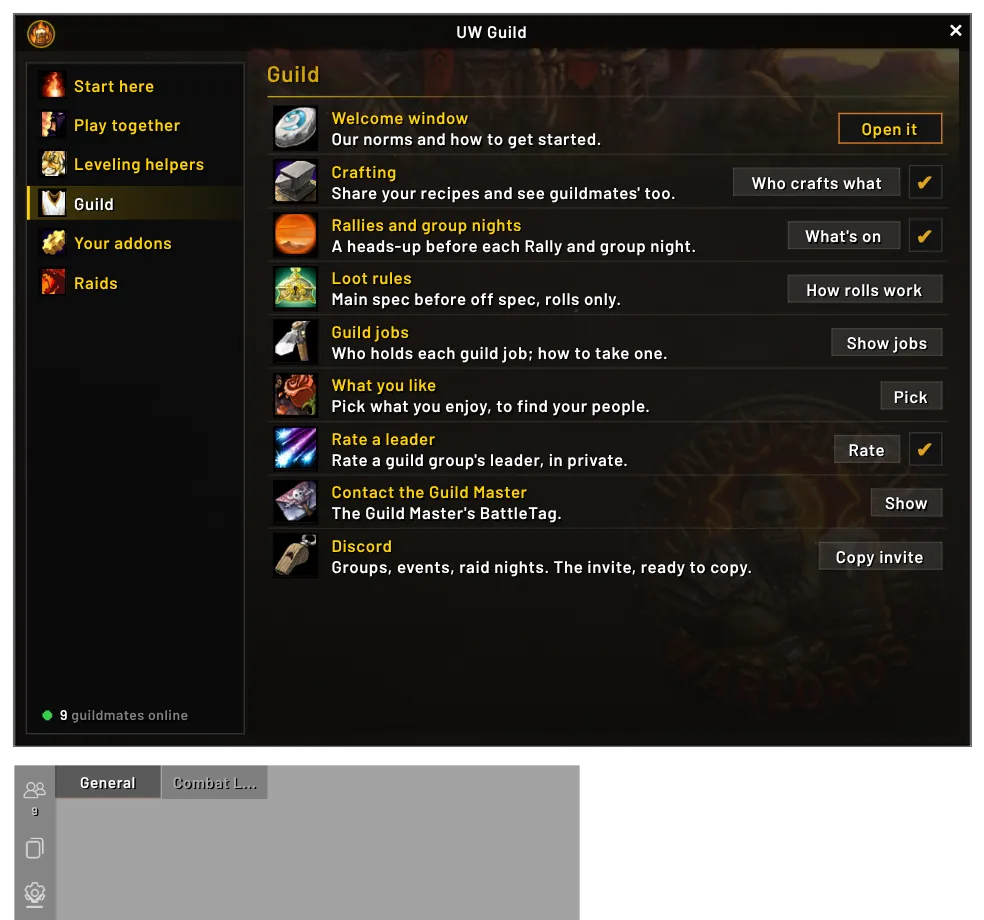 UW Guild
Start here
Play together
Leveling helpers
Guild
Your addons
Raids
9 guildmates online
Guild
Welcome window
Our norms and how to get started.
Open it
Crafting
Share your recipes and see guildmates' too.
Who crafts what
Rallies and group nights
A heads-up before each Rally and group night.
What's on
Loot rules
Main spec before off spec, rolls only.
How rolls work
Guild jobs
Who holds each guild job; how to take one.
Show jobs
What you like
Pick what you enjoy, to find your people.
Pick
Rate a leader
Rate a guild group's leader, in private.
Rate
Contact the Guild Master
The Guild Master's BattleTag.
Show
Discord
Groups, events, raid nights. The invite, ready to copy.
Copy invite
General
Combat L...
9